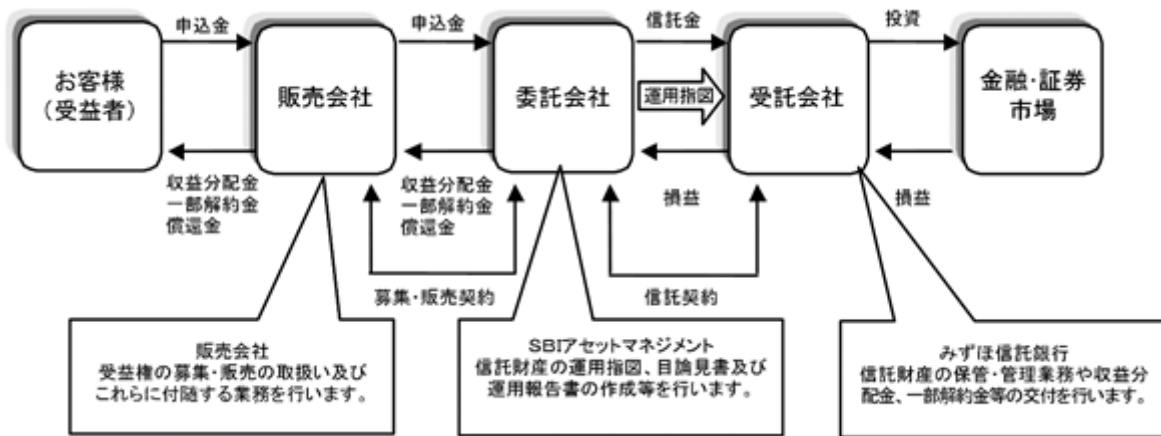 申込金
申込金
信託金
投資
お客様
(受益者)
販売会社
委託会社
運用指図
受託会社
金融・証券
市場
収益分配金
一部解約金
償還金
収益分配金
一部解約金
償還金
損益
損益
募集・販売契約
信託契約
販売会社
受益権の募集・販売の取扱い及び
これらに付随する業務を行います。
SBIアセットマネジメント
信託財産の運用指図、目論見書及び
運用報告書の作成等を行います。
みずほ信託銀行
信託財産の保管・管理業務や収益分
配金、一部解約金等の交付を行います。